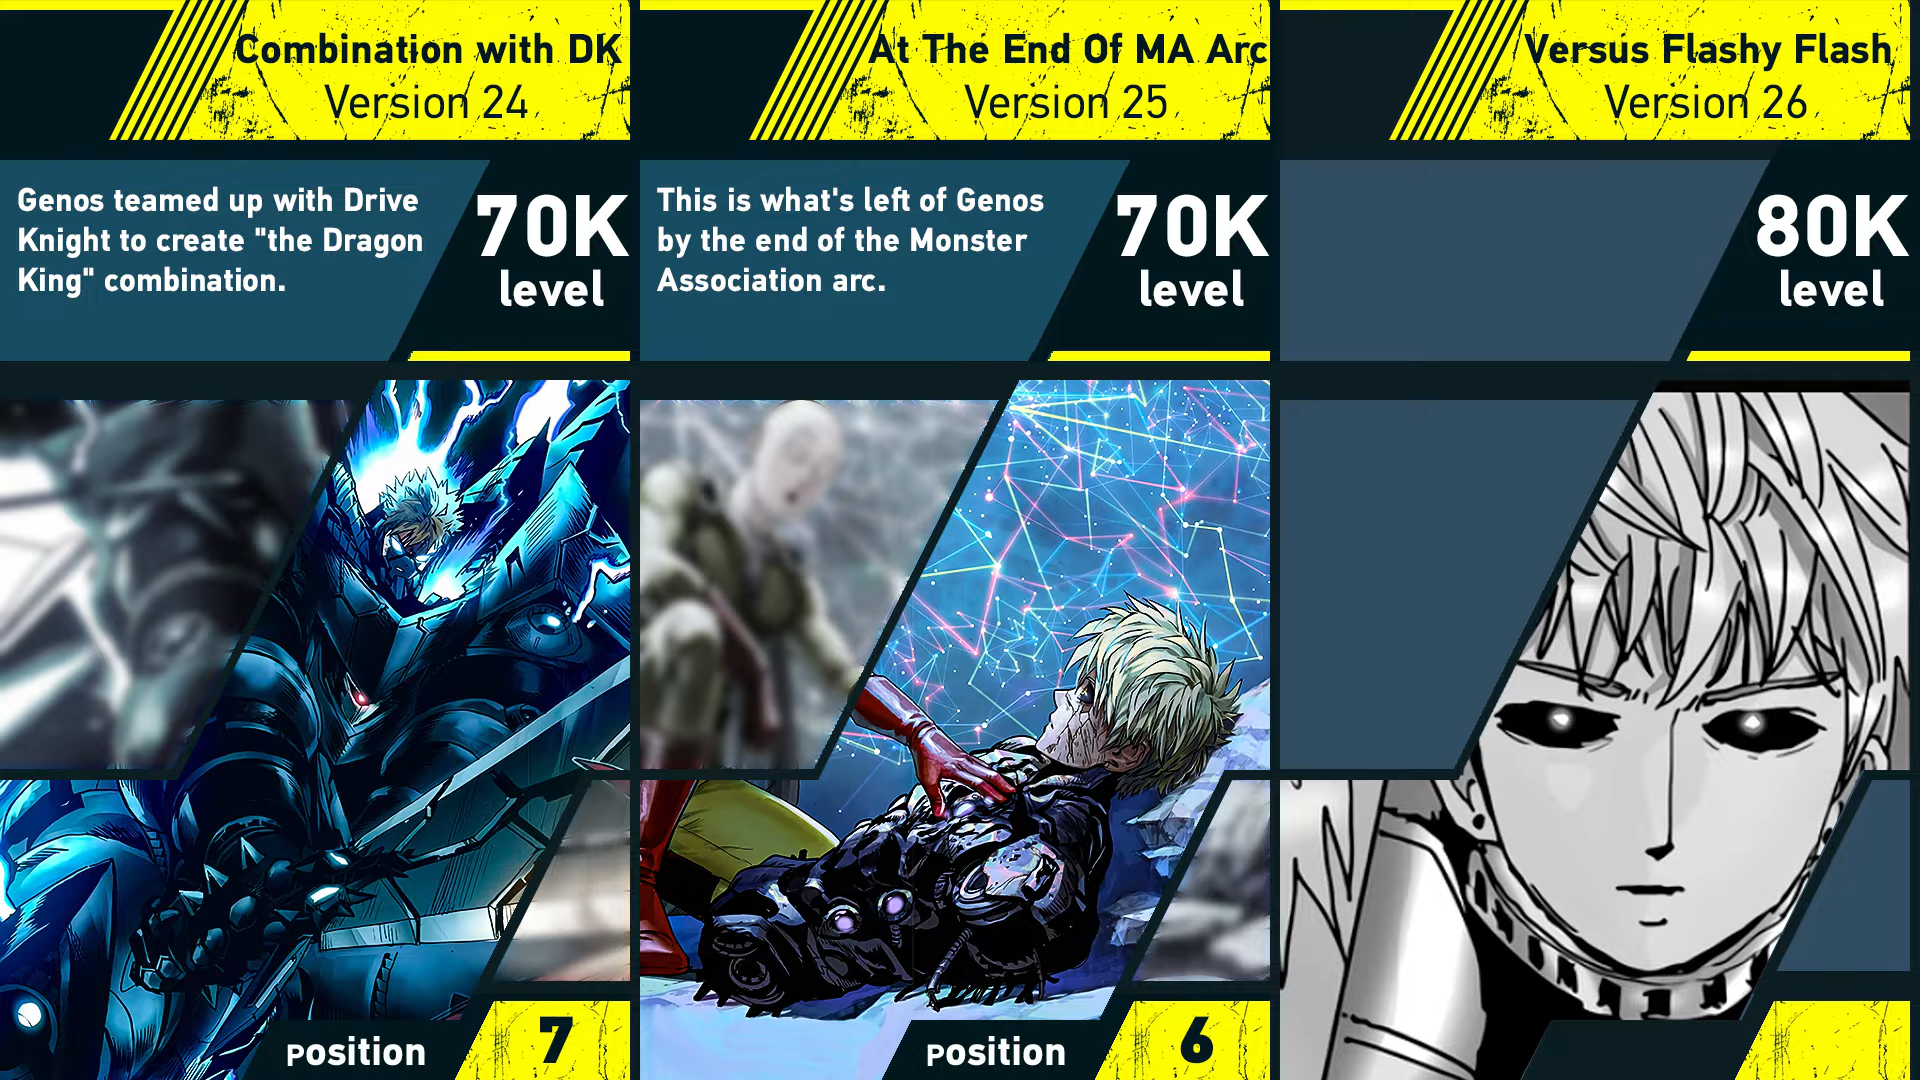 Combination with DK
Version 24
Genos teamed up with Drive
Knight to create "the Dragon
King" combination.
70K
level
position
7
At The End Of MA Arc
Version 25
This is what's left of Genos
by the end of the Monster
Association arc.
70K
level
position
6
Versus Flashy Flash
Version 26
80K
level